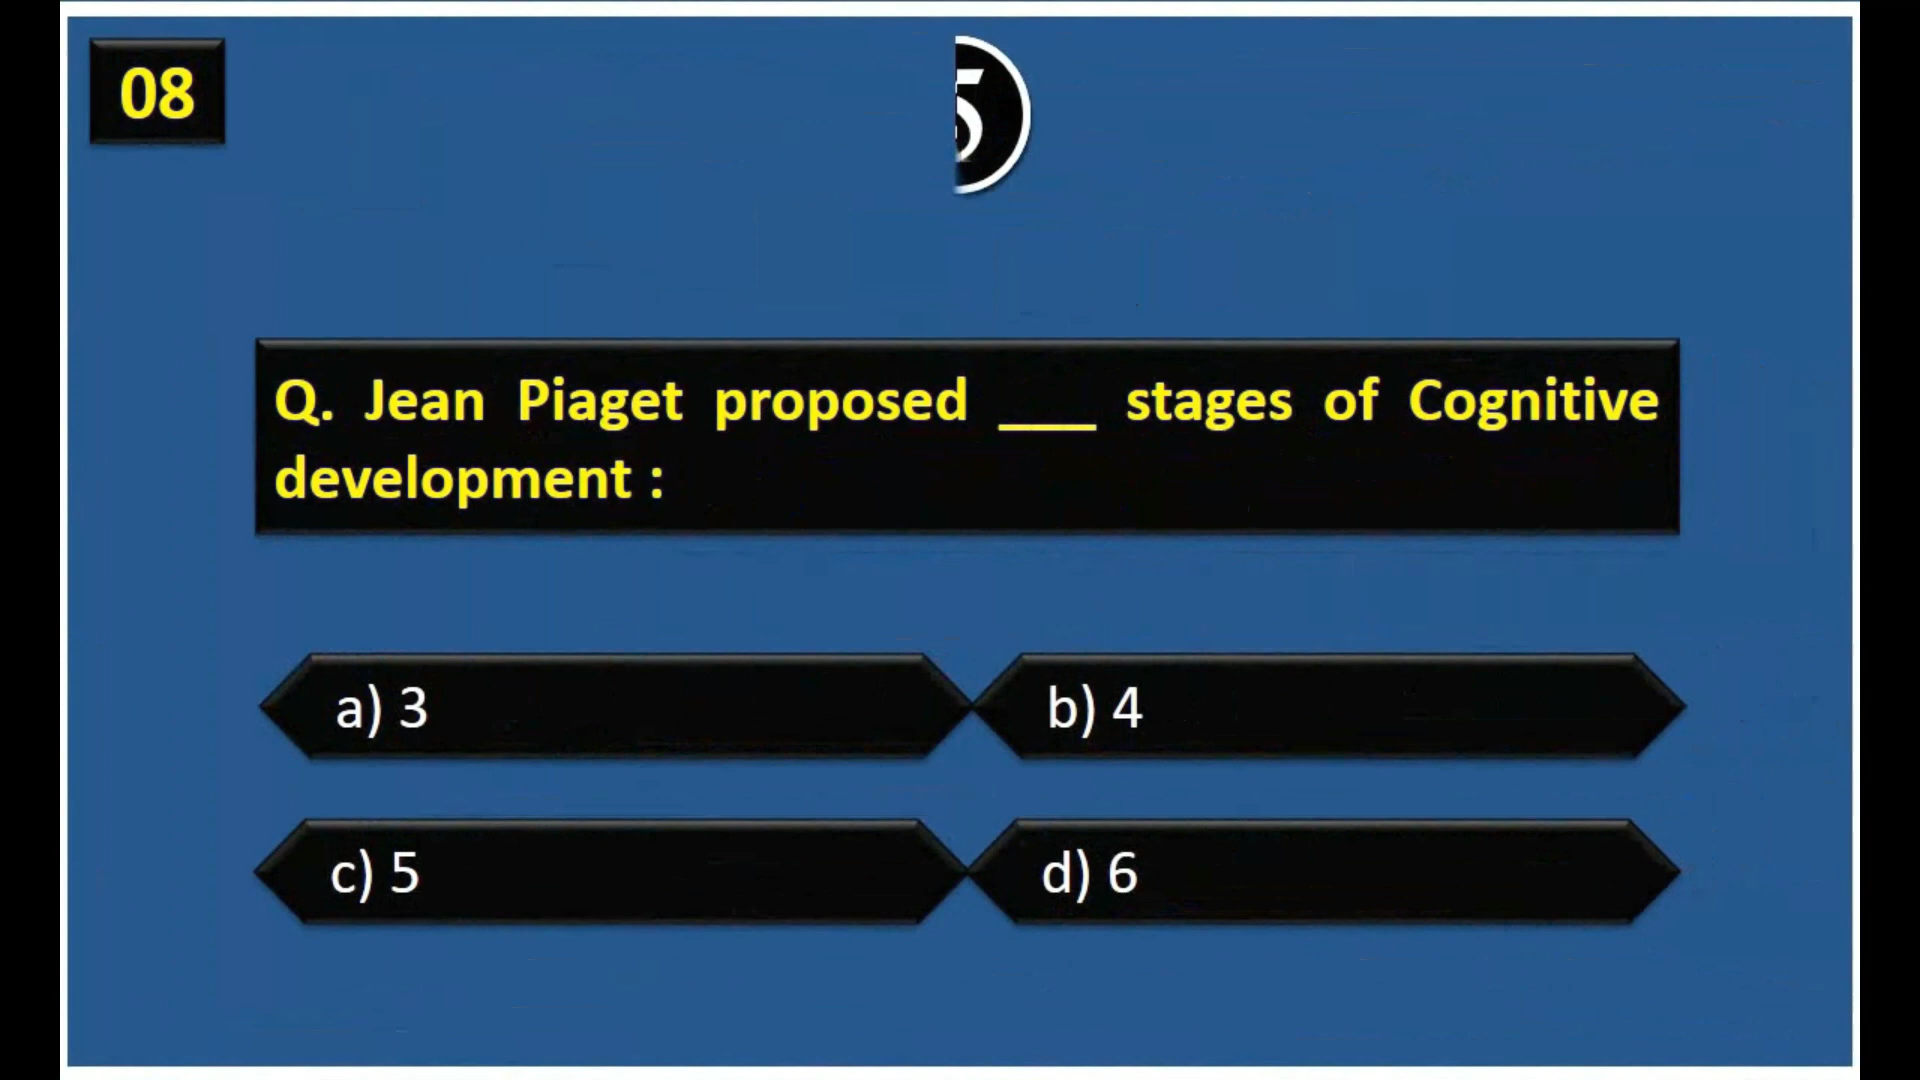 08
5
Q. Jean Piaget proposed ___ stages of Cognitive
development :
a) 3
b) 4
c) 5
d) 6